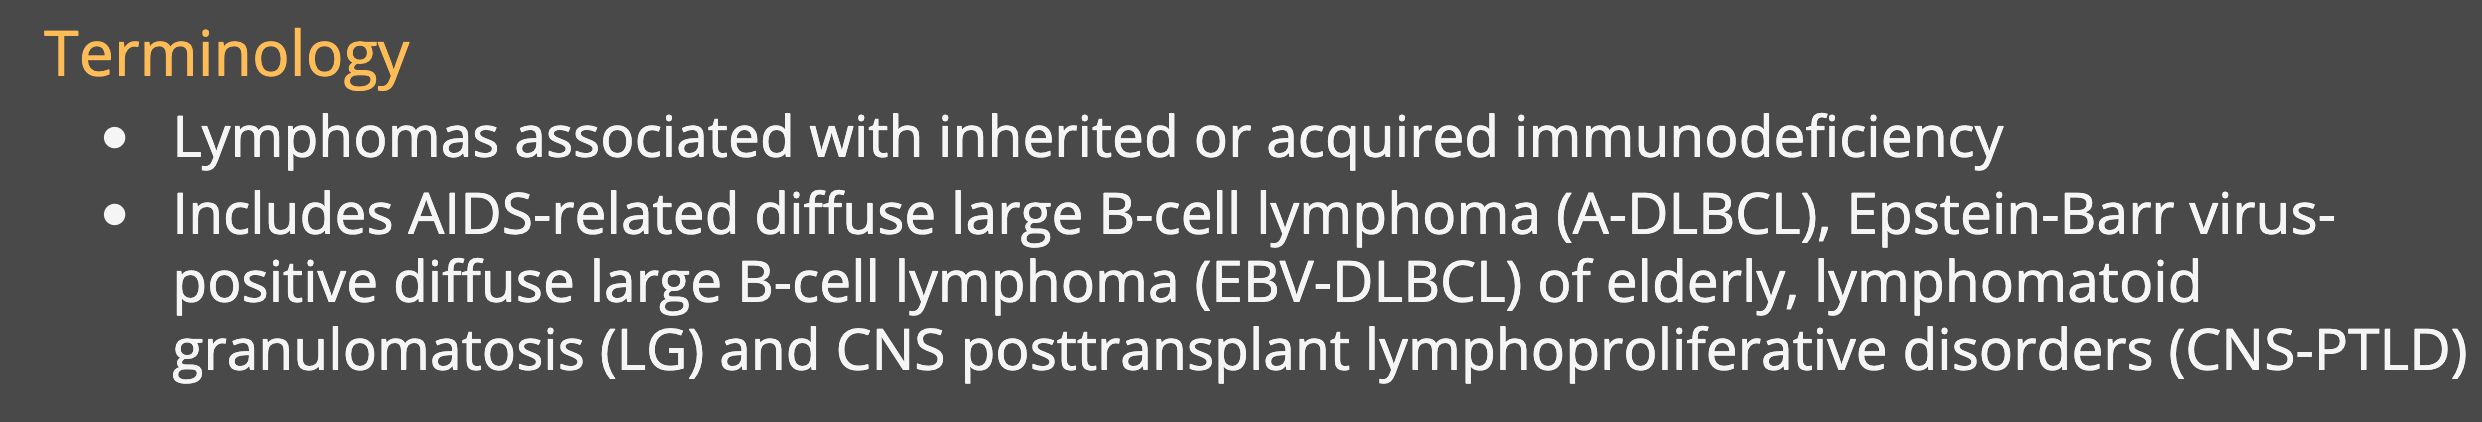 Terminology
• Lymphomas associated with inherited or acquired immunodeficiency
• Includes AIDS-related diffuse large B-cell lymphoma (A-DLBCL), Epstein-Barr virus-
positive diffuse large B-cell lymphoma (EBV-DLBCL) of elderly, lymphomatoid
granulomatosis (LG) and CNS posttransplant lymphoproliferative disorders (CNS-PTLD)